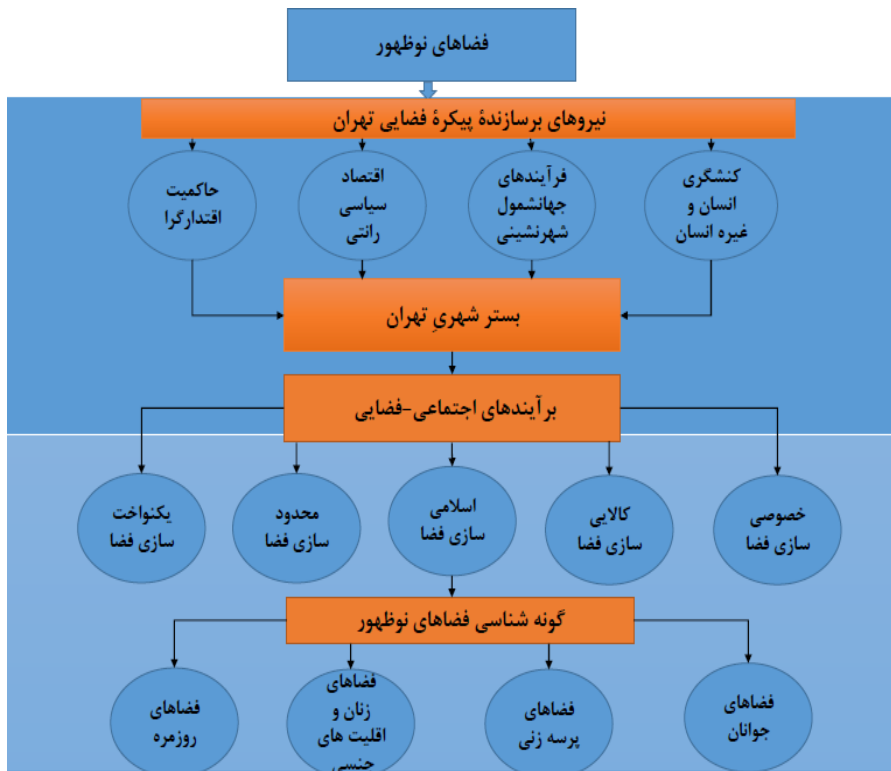 فضاهای نوظهور
نیروهای برسازندهٔ پیکرهٔ فضایی تهران
کنشگری
انسان و
غیره انسان
فرآیندهای
جهانشمول
شهرنشینی
اقتصاد
سیاسی
رانتی
حاکمیت
اقتدارگرا
بستر شهریِ تهران
برآیندهای اجتماعی-فضایی
خصوصی
سازی فضا
کالایی
سازی فضا
اسلامی
سازی فضا
محدود
سازی فضا
یکنواخت
سازی فضا
گونه شناسی فضاهای نوظهور
فضاهای
جوانان
فضاهای
پرسه زنی
فضاهای
زنان و
اقلیت های
جنسی
فضاهای
روزمره